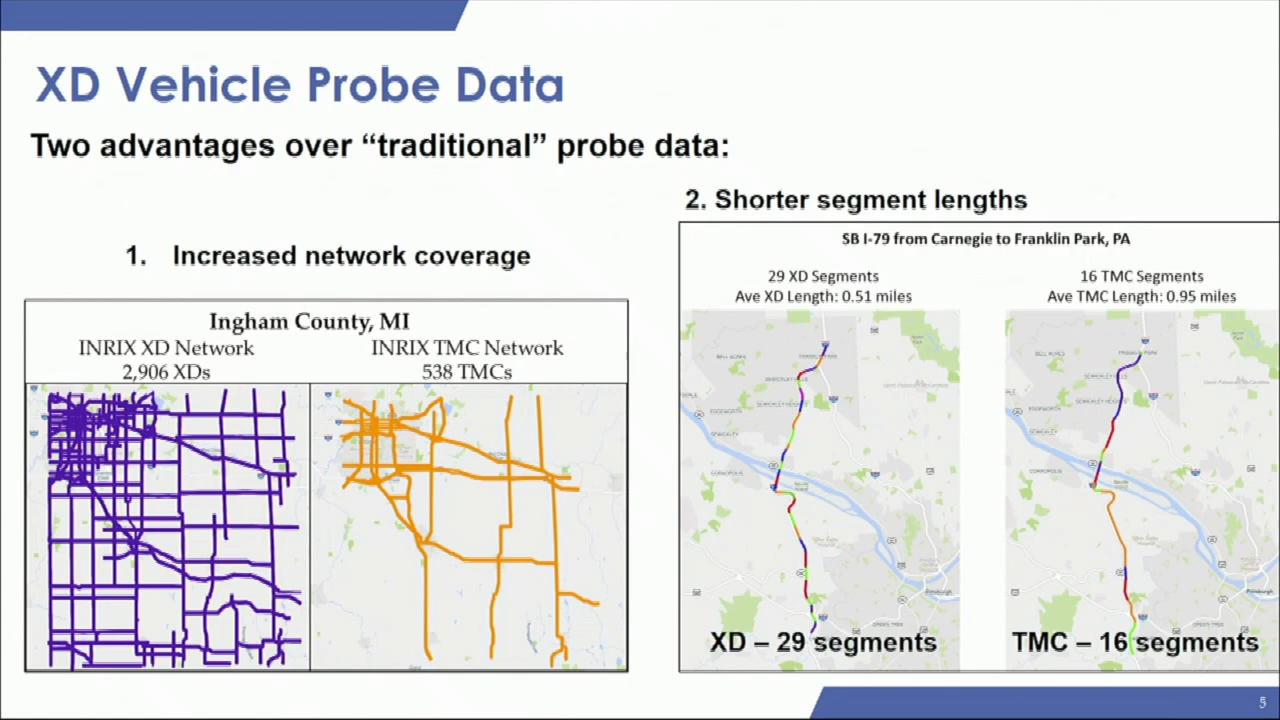 XD Vehicle Probe Data
Two advantages over “traditional” probe data:
1. Increased network coverage
Ingham County, MI
INRIX XD Network
2,906 XDs
INRIX TMC Network
538 TMCs
2. Shorter segment lengths
SB I-79 from Carnegie to Franklin Park, PA
29 XD Segments
Ave XD Length: 0.51 miles
16 TMC Segments
Ave TMC Length: 0.95 miles
XD – 29 segments
TMC – 16 segments
5